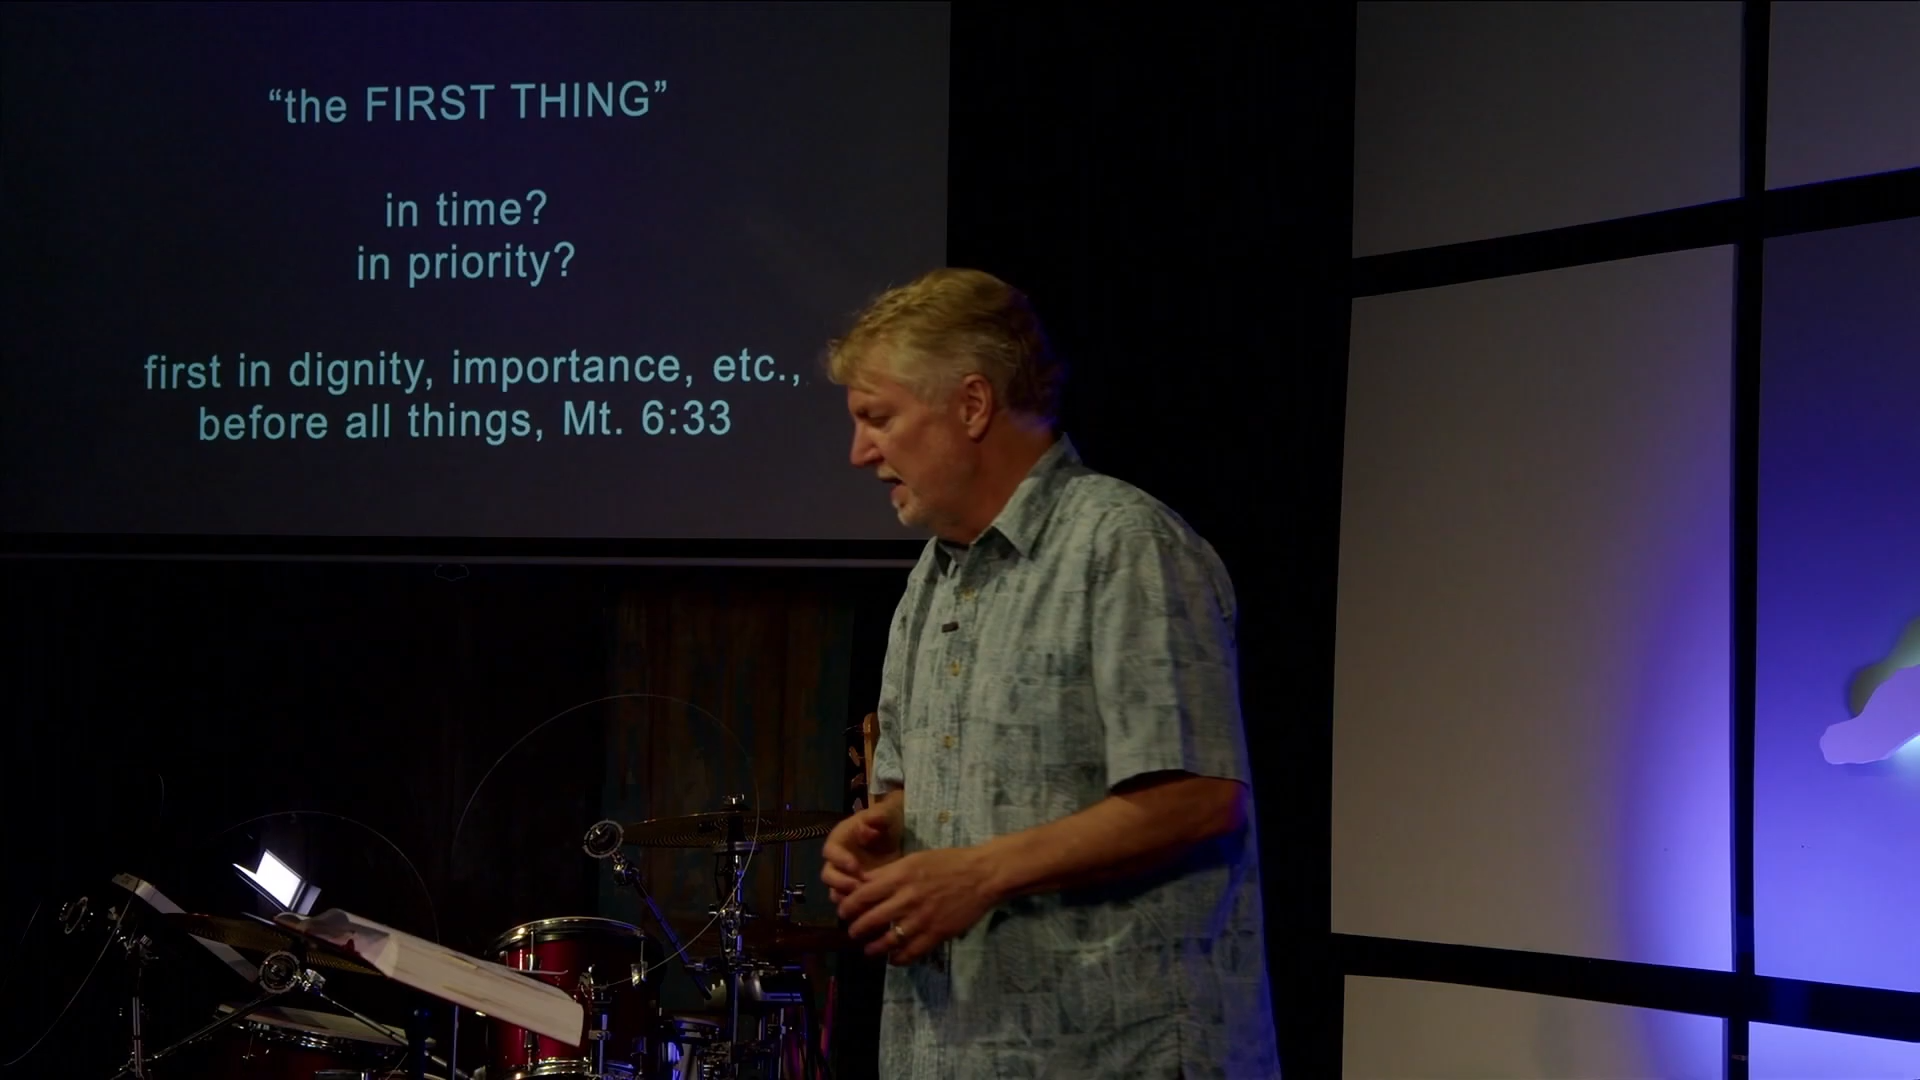 “the FIRST THING”
in time?
in priority?
first in dignity, importance, etc.,
before all things, Mt. 6:33